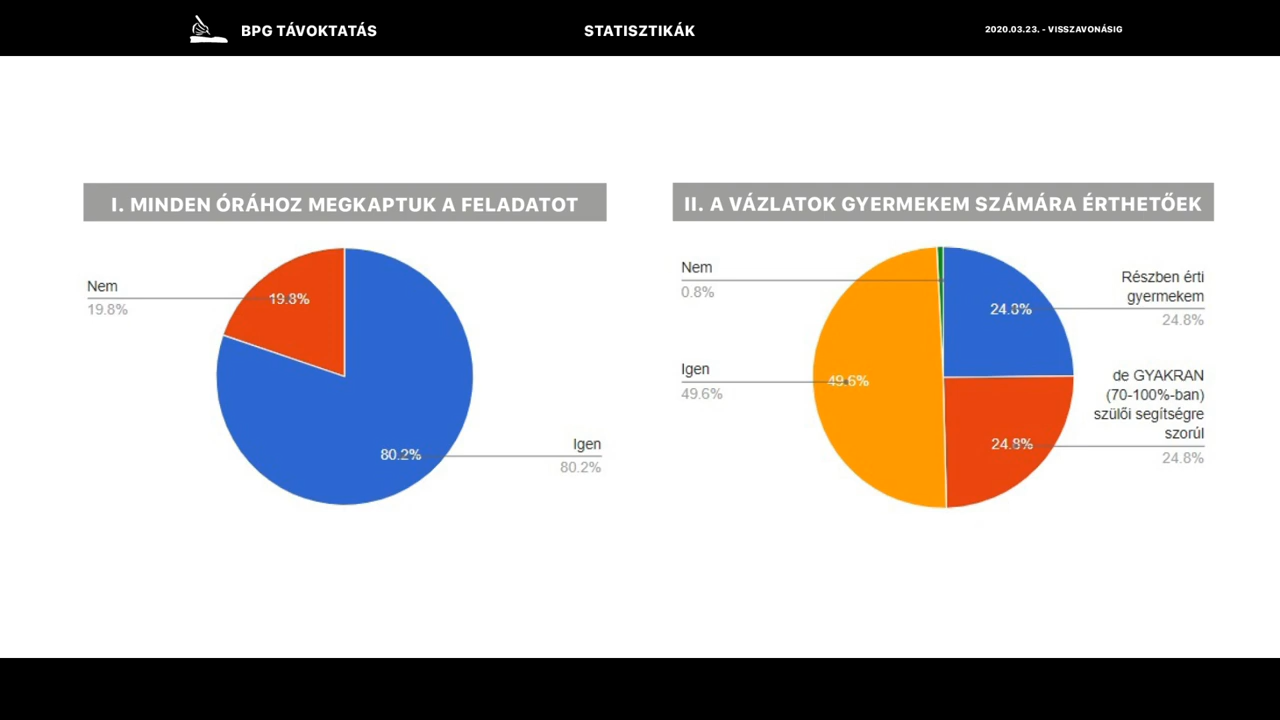 BPG TÁVOKTATÁS
STATISZTIKÁK
2020.03.23. - VISSZAVONÁSIG
I. MINDEN ÓRÁHOZ MEGKAPTUK A FELADATOT
Nem
19.8%
19.8%
80.2%
Igen
80.2%
II. A VÁZLATOK GYERMEKEM SZÁMÁRA ÉRTHETŐEK
Nem
0.8%
Részben érti
gyermekem
24.8%
24.8%
Igen
49.6%
49.6%
de GYAKRAN
(70-100%-ban)
szülői segítségre
szorúl
24.8%
24.8%